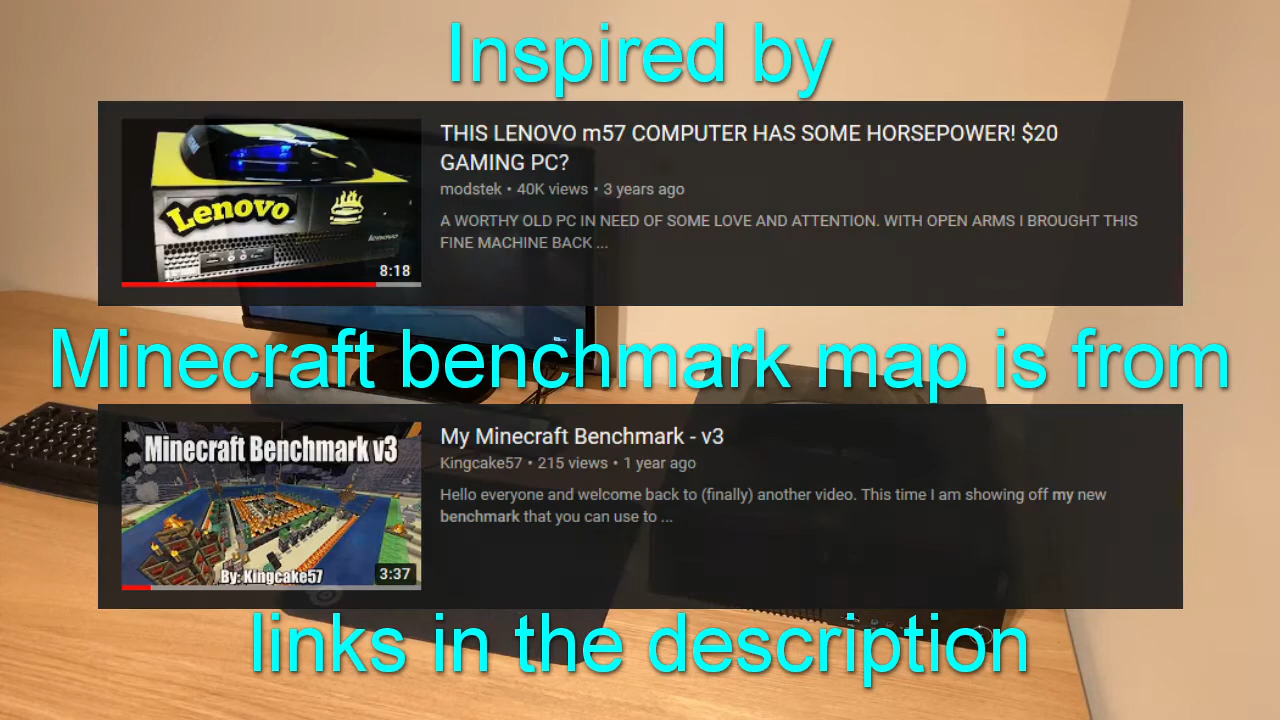 Inspired by
THIS LENOVO m57 COMPUTER HAS SOME HORSEPOWER! $20
GAMING PC?
modstek • 40K views • 3 years ago
A WORTHY OLD PC IN NEED OF SOME LOVE AND ATTENTION. WITH OPEN ARMS I BROUGHT THIS
FINE MACHINE BACK ...
Lenovo
lenovo
8:18
Minecraft benchmark map is from
Minecraft Benchmark v3
By: Kingcake57
3:37
My Minecraft Benchmark - v3
Kingcake57 • 215 views • 1 year ago
Hello everyone and welcome back to (finally) another video. This time I am showing off my new
benchmark that you can use to ...
links in the description